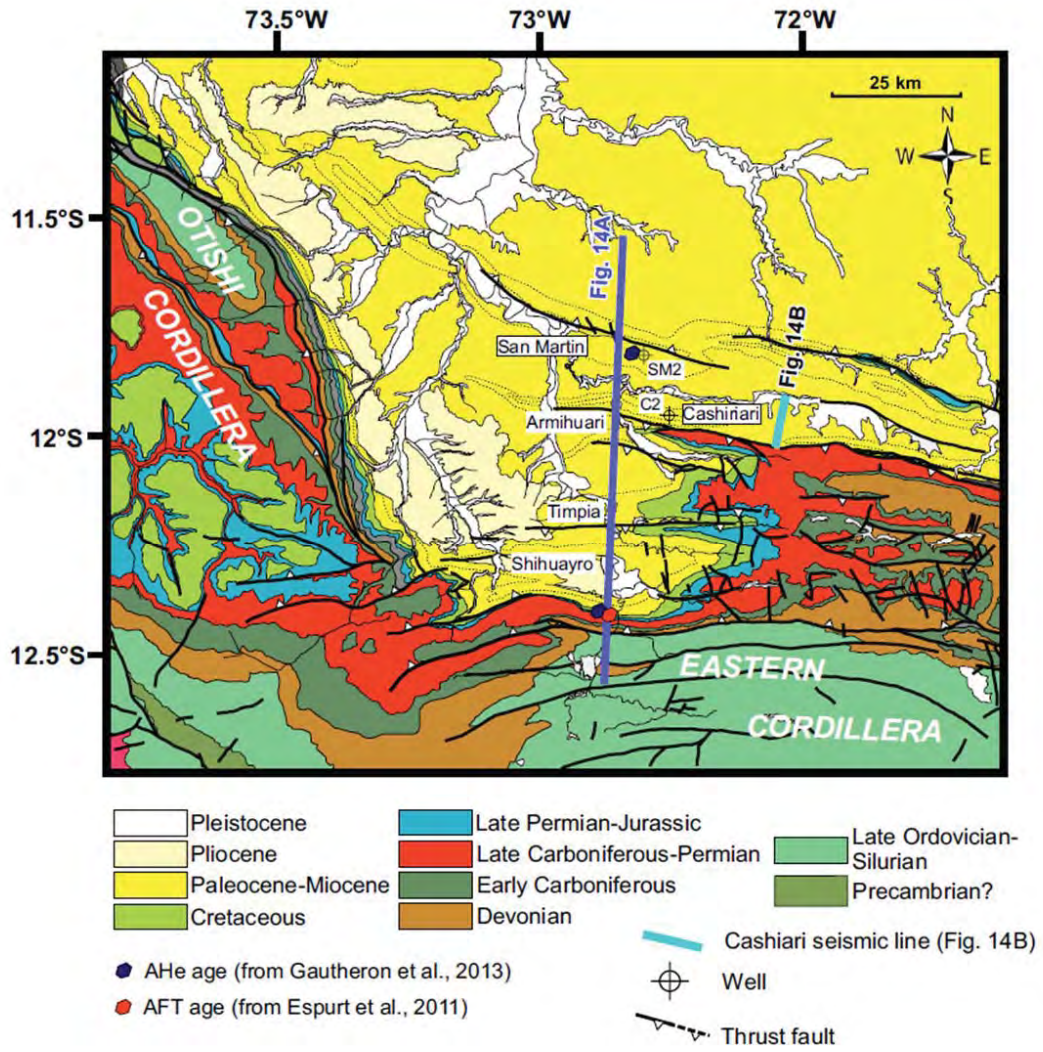 73.5°W 73°W 72°W
25 km
N
W E
S
11.5°S
12°S
12.5°S
OTISHI
CORDILLERA
Fig. 14A
Fig. 14B
San Martin
SM2
C2
Cashiriari
Armihuari
Timpia
Shihuayro
EASTERN
CORDILLERA
Pleistocene
Pliocene
Paleocene-Miocene
Cretaceous
Late Permian-Jurassic
Late Carboniferous-Permian
Early Carboniferous
Devonian
Late Ordovician-
Silurian
Precambrian?
AHe age (from Gautheron et al., 2013)
AFT age (from Espurt et al., 2011)
Cashiari seismic line (Fig. 14B)
Well
Thrust fault